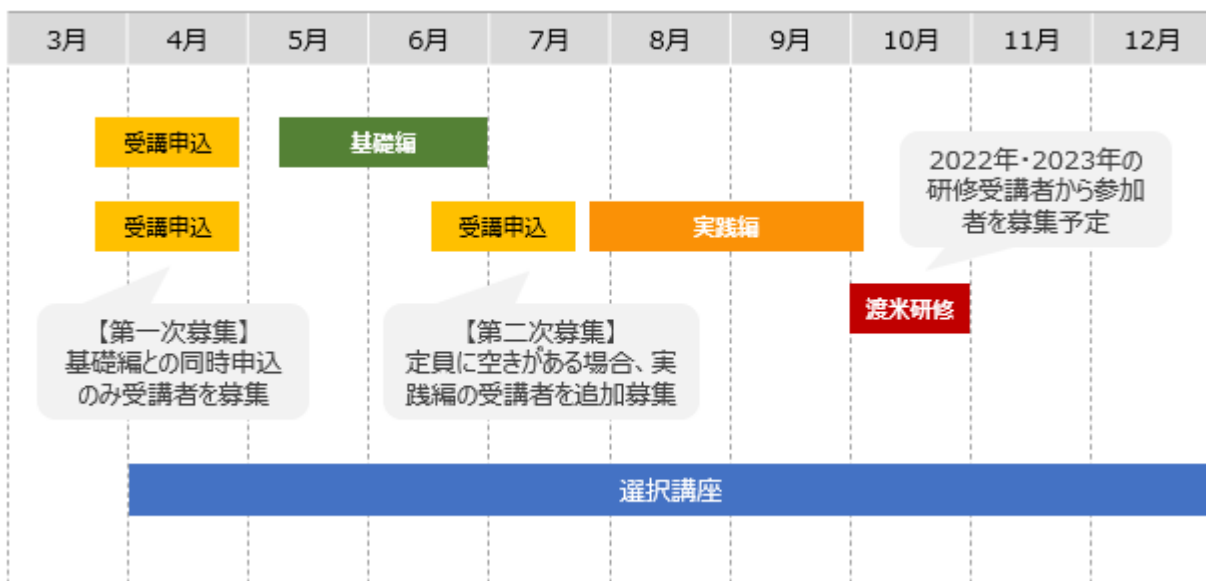 3月 4月 5月 6月 7月 8月 9月 10月 11月 12月
受講申込 基礎編
受講申込 受講申込 実践編
2022年・2023年の
研修受講者から参加
者を募集予定
渡米研修
【第一次募集】
基礎編との同時申込
のみ受講者を募集
【第二次募集】
定員に空きがある場合、実
践編の受講者を追加募集
選択講座